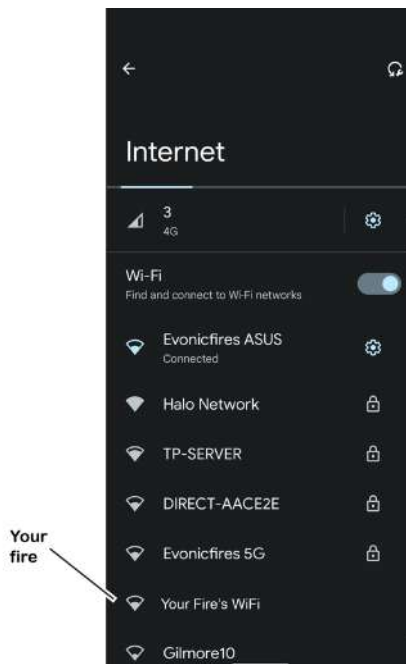 Internet
3
4G
Wi-Fi
Find and connect to Wi-Fi networks
Evonicfires ASUS
Connected
Halo Network
TP-SERVER
DIRECT-AACE2E
Evonicfires 5G
Your
fire
Your Fire's WiFi
Gilmore10